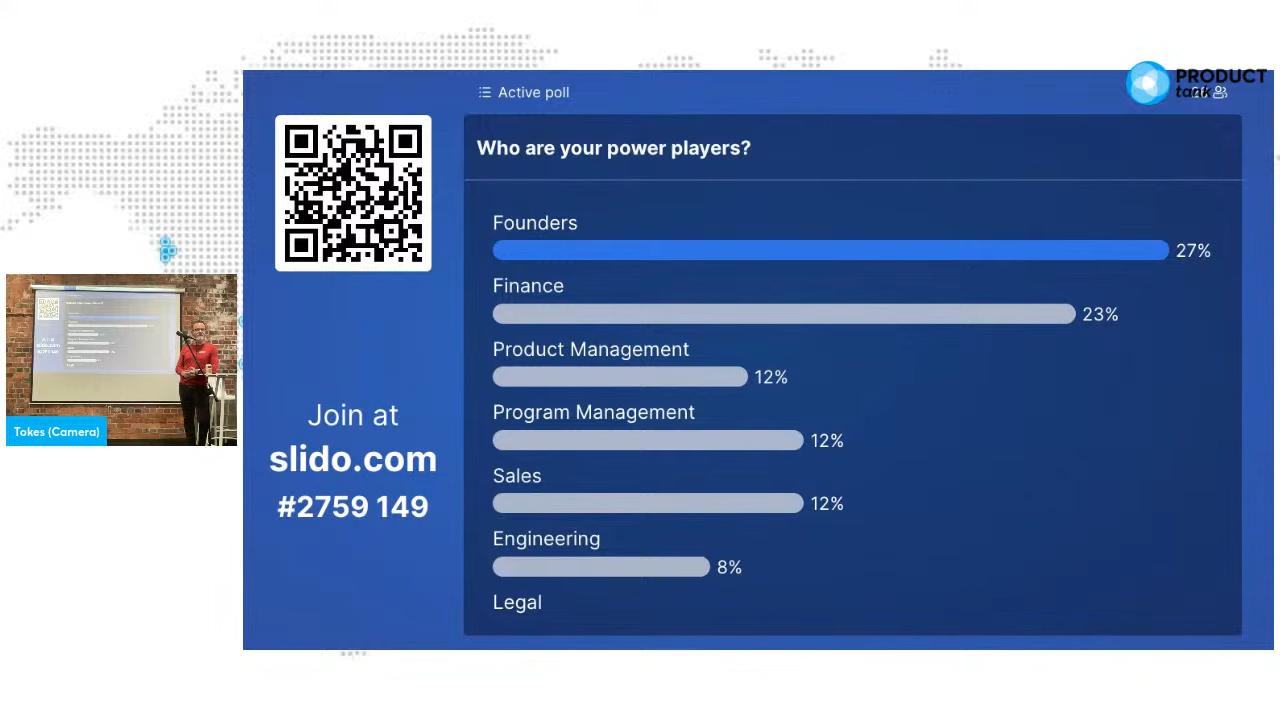 Active poll
PRODUCT
tank
Who are your power players?
Founders
27%
Finance
23%
Product Management
12%
Program Management
12%
Sales
12%
Engineering
8%
Legal
Join at
slido.com
#2759 149
Tokes (Camera)